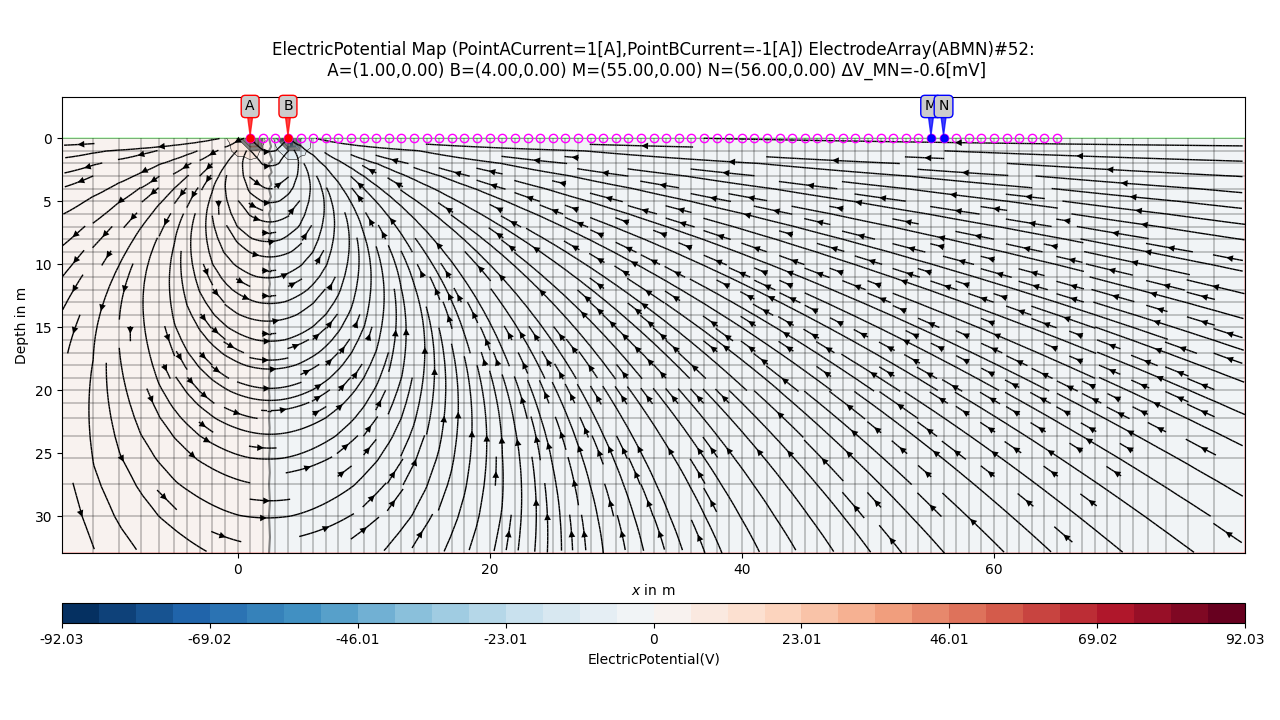 ElectricPotential Map (PointACurrent=1[A],PointBCurrent=-1[A]) ElectrodeArray(ABMN)#52:
A=(1.00,0.00) B=(4.00,0.00) M=(55.00,0.00) N=(56.00,0.00) ΔV_MN=-0.6[mV]
A B M N
0
5
10
15
20
25
30
Depth in m
0 20 40 60
x in m
-92.03 -69.02 -46.01 -23.01 0 23.01 46.01 69.02 92.03
ElectricPotential(V)